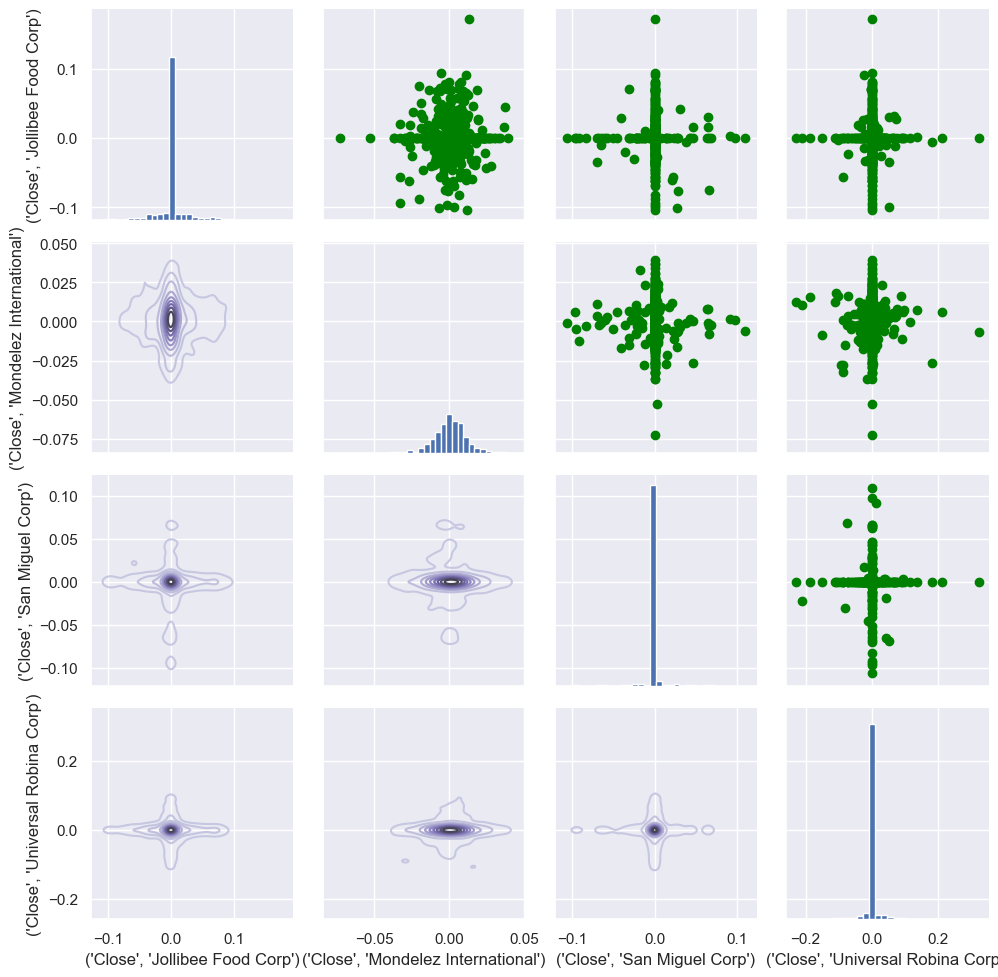 ('Close', 'Jollibee Food Corp')
0.1
0.0
−0.1
('Close', 'Mondelez International')
0.050
0.025
0.000
−0.025
−0.050
−0.075
('Close', 'San Miguel Corp')
0.10
0.05
0.00
−0.05
−0.10
('Close', 'Universal Robina Corp')
0.2
0.0
−0.2
−0.1 0.0 0.1 −0.05 0.00 0.05 −0.1 0.0 0.1 −0.2 0.0 0.2
('Close', 'Jollibee Food Corp') ('Close', 'Mondelez International') ('Close', 'San Miguel Corp') ('Close', 'Universal Robina Corp